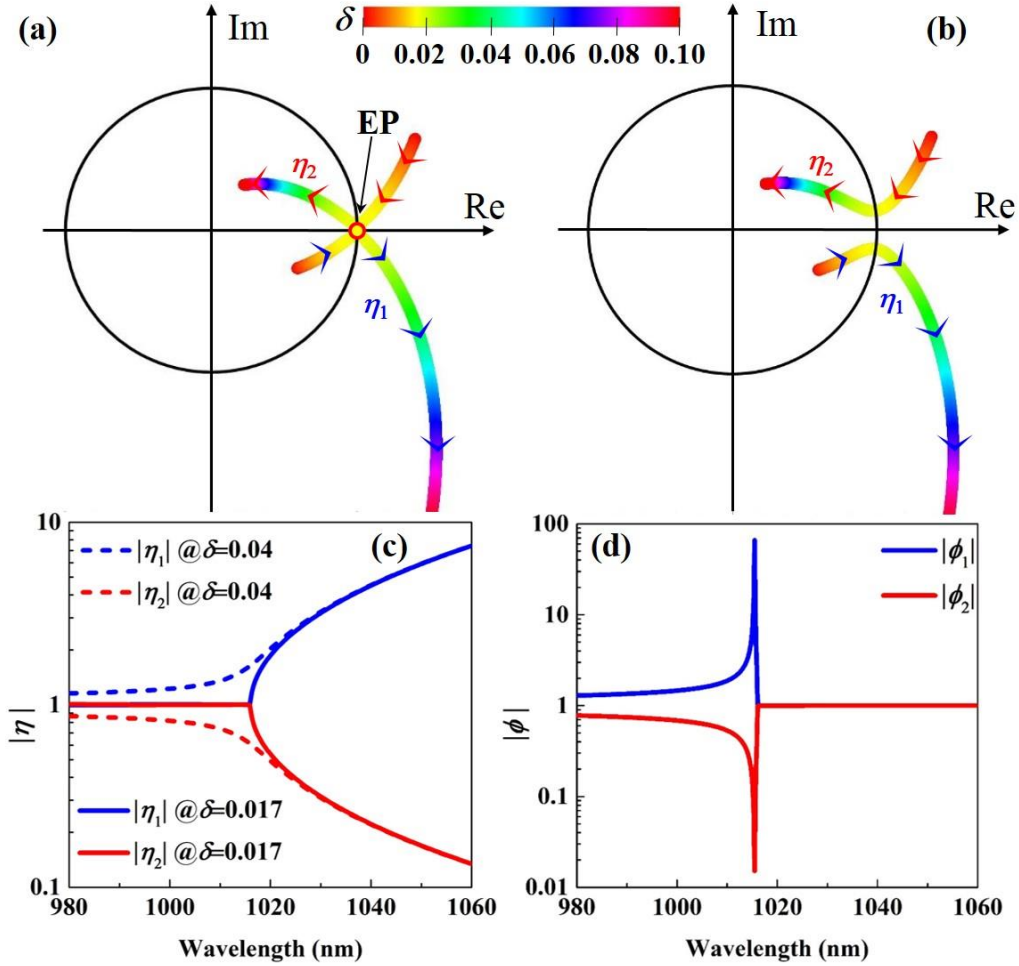 (a)
Im
δ
0 0.02 0.04 0.06 0.08 0.10
Im
(b)
EP
η2
Re
η1
η2
Re
η1
10
1
0.1
|η|
(c)
|η1| @δ=0.04
|η2| @δ=0.04
|η1| @δ=0.017
|η2| @δ=0.017
980 1000 1020 1040 1060
Wavelength (nm)
100
10
1
0.1
0.01
|ϕ|
(d)
|ϕ1|
|ϕ2|
980 1000 1020 1040 1060
Wavelength (nm)